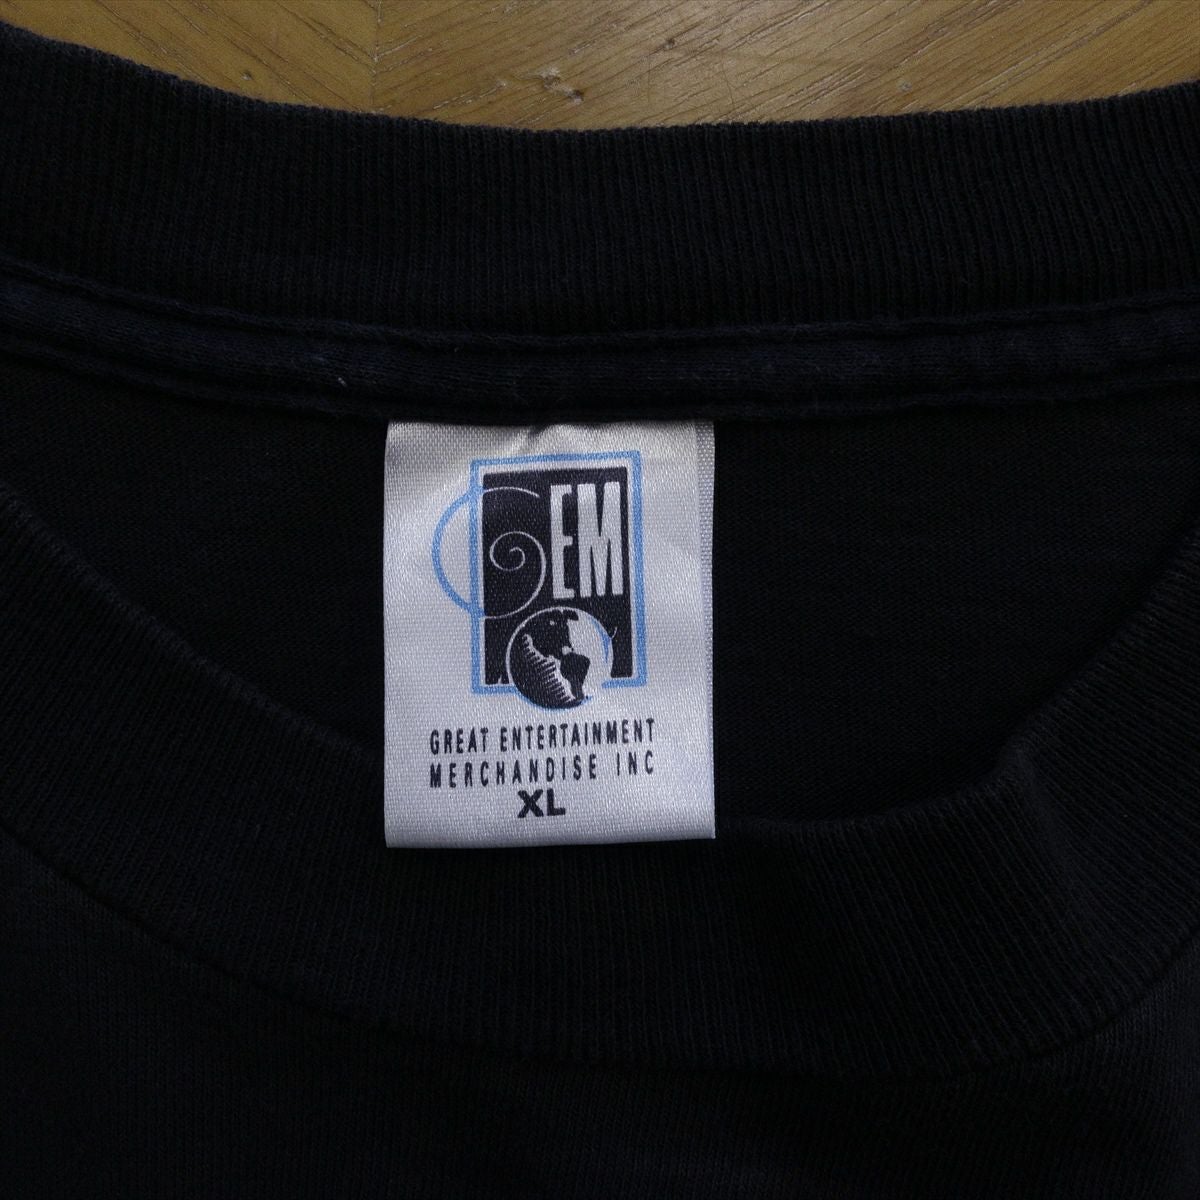 GEM
GREAT ENTERTAINMENT
MERCHANDISE INC
XL